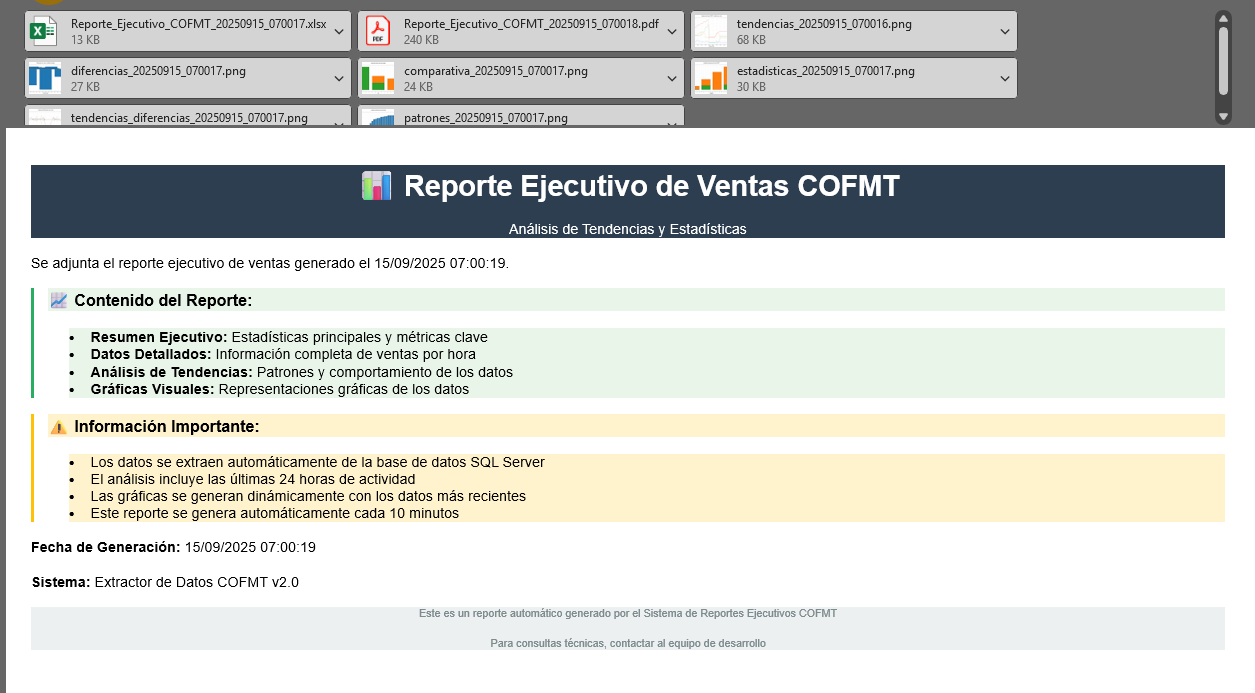 Reporte_Ejecutivo_COFMT_20250915_070017.xlsx
13 KB
Reporte_Ejecutivo_COFMT_20250915_070018.pdf
240 KB
tendencias_20250915_070016.png
68 KB
diferencias_20250915_070017.png
27 KB
comparativa_20250915_070017.png
24 KB
estadisticas_20250915_070017.png
30 KB
tendencias_diferencias_20250915_070017.png
patrones_20250915_070017.png
Reporte Ejecutivo de Ventas COFMT
Análisis de Tendencias y Estadísticas
Se adjunta el reporte ejecutivo de ventas generado el 15/09/2025 07:00:19.
Contenido del Reporte:
• Resumen Ejecutivo: Estadísticas principales y métricas clave
• Datos Detallados: Información completa de ventas por hora
• Análisis de Tendencias: Patrones y comportamiento de los datos
• Gráficas Visuales: Representaciones gráficas de los datos
Información Importante:
• Los datos se extraen automáticamente de la base de datos SQL Server
• El análisis incluye las últimas 24 horas de actividad
• Las gráficas se generan dinámicamente con los datos más recientes
• Este reporte se genera automáticamente cada 10 minutos
Fecha de Generación: 15/09/2025 07:00:19
Sistema: Extractor de Datos COFMT v2.0
Este es un reporte automático generado por el Sistema de Reportes Ejecutivos COFMT
Para consultas técnicas, contactar al equipo de desarrollo